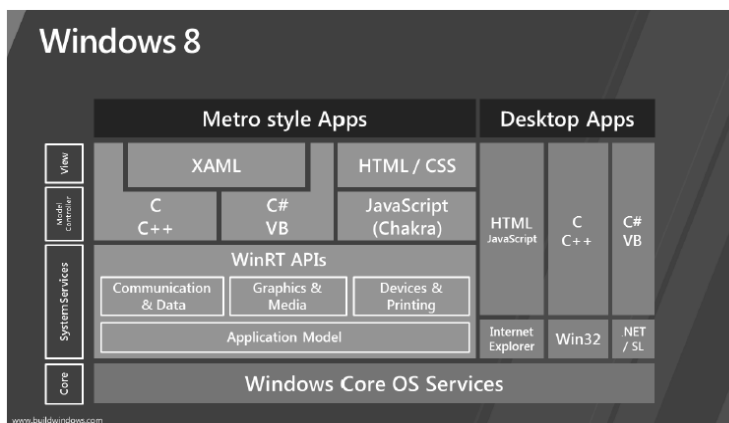 Windows 8
Metro style Apps
Desktop Apps
View
XAML
HTML / CSS
Model
Controller
C
C++
C#
VB
JavaScript
(Chakra)
HTML
JavaScript
C
C++
C#
VB
System Services
WinRT APIs
Communication
& Data
Graphics &
Media
Devices &
Printing
Application Model
Internet
Explorer
Win32
.NET
/ SL
Core
Windows Core OS Services
www.buildwindows.com